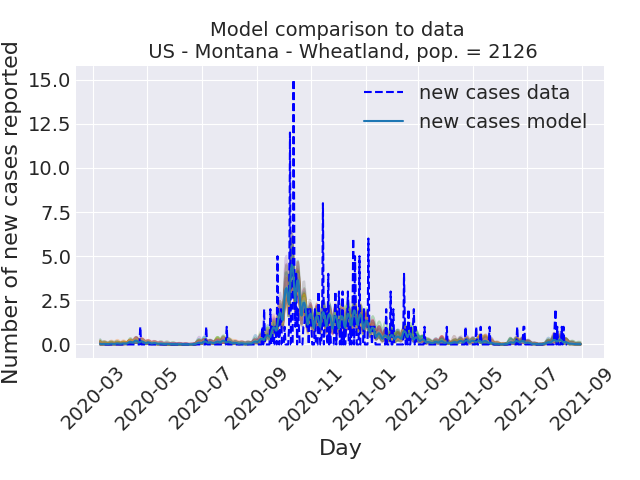 Model comparison to data
US - Montana - Wheatland, pop. = 2126
Number of new cases reported
15.0
12.5
10.0
7.5
5.0
2.5
0.0
new cases data
new cases model
2020-03
2020-05
2020-07
2020-09
2020-11
2021-01
2021-03
2021-05
2021-07
2021-09
Day